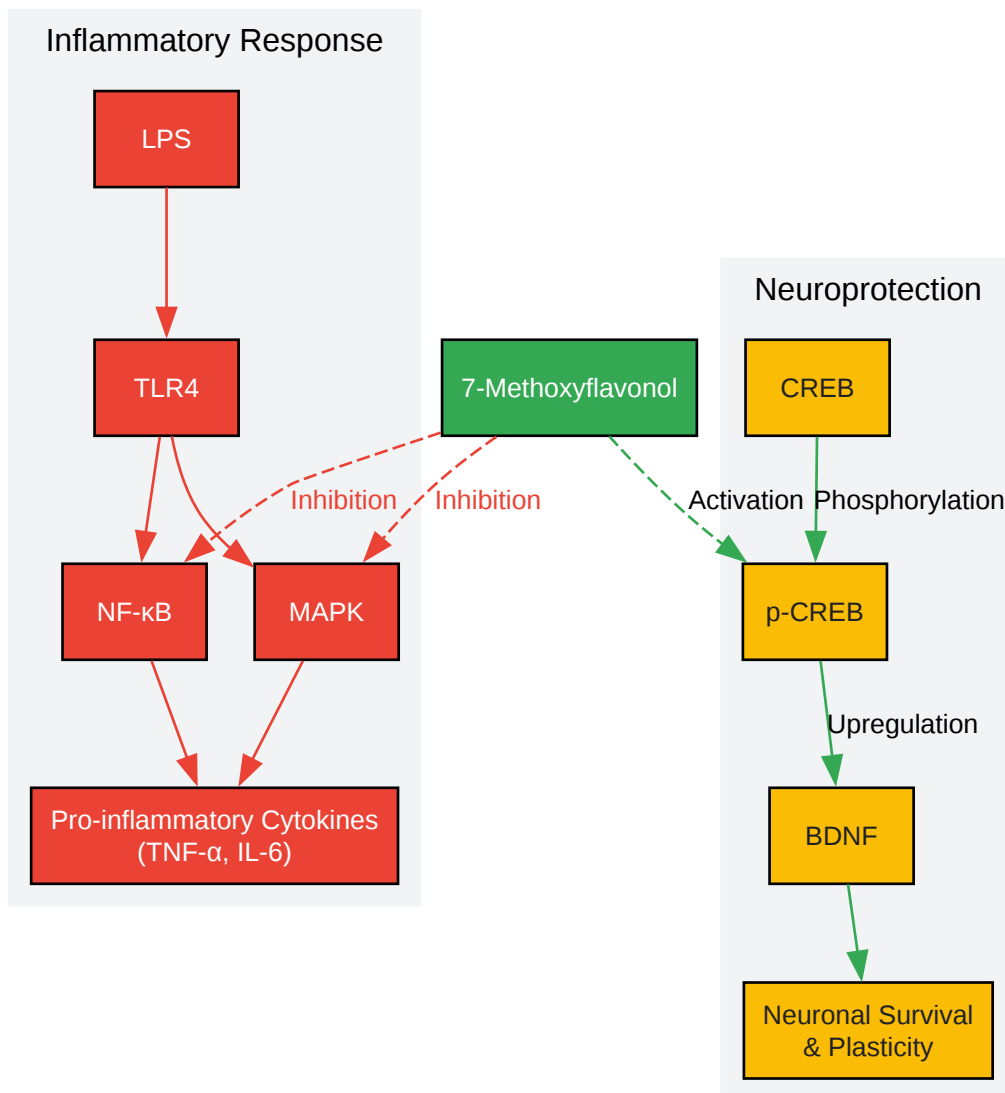 Inflammatory Response
LPS
Neuroprotection
TLR4
7-Methoxyflavonol
CREB
Inhibition
Inhibition
Activation
Phosphorylation
NF-κB
MAPK
p-CREB
Upregulation
Pro-inflammatory Cytokines
(TNF-α, IL-6)
BDNF
Neuronal Survival
& Plasticity